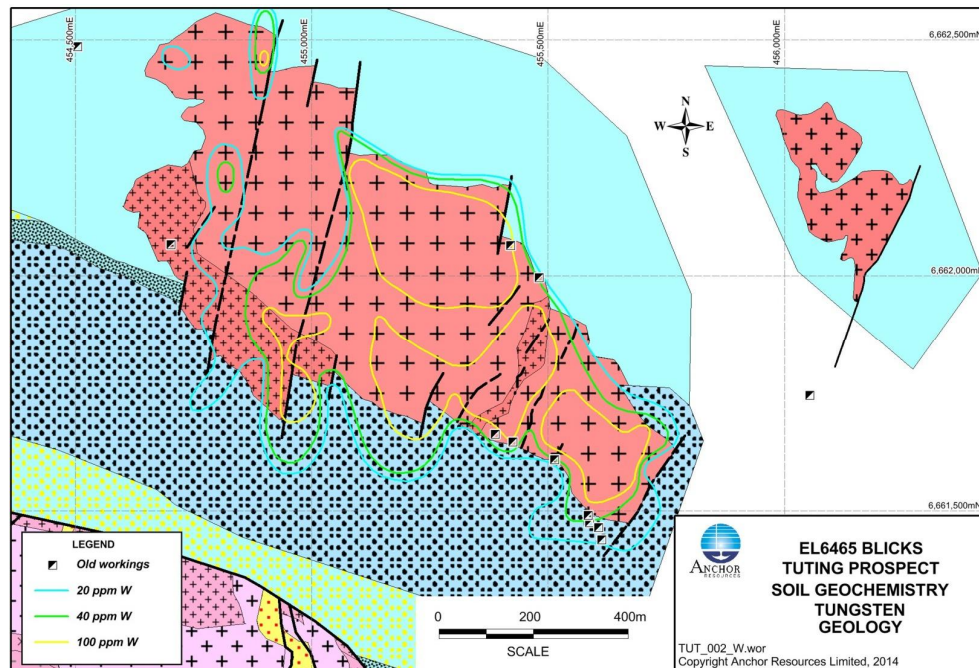 454,500mE
455,000mE
455,500mE
456,000mE
6,662,500mN
N
W E
S
6,662,000mN
6,661,500mN
LEGEND
Old workings
20 ppm W
40 ppm W
100 ppm W
0 200 400m
SCALE
ANCHOR
RESOURCES
EL6465 BLICKS
TUTING PROSPECT
SOIL GEOCHEMISTRY
TUNGSTEN
GEOLOGY
TUT_002_W.wor
Copyright Anchor Resources Limited, 2014